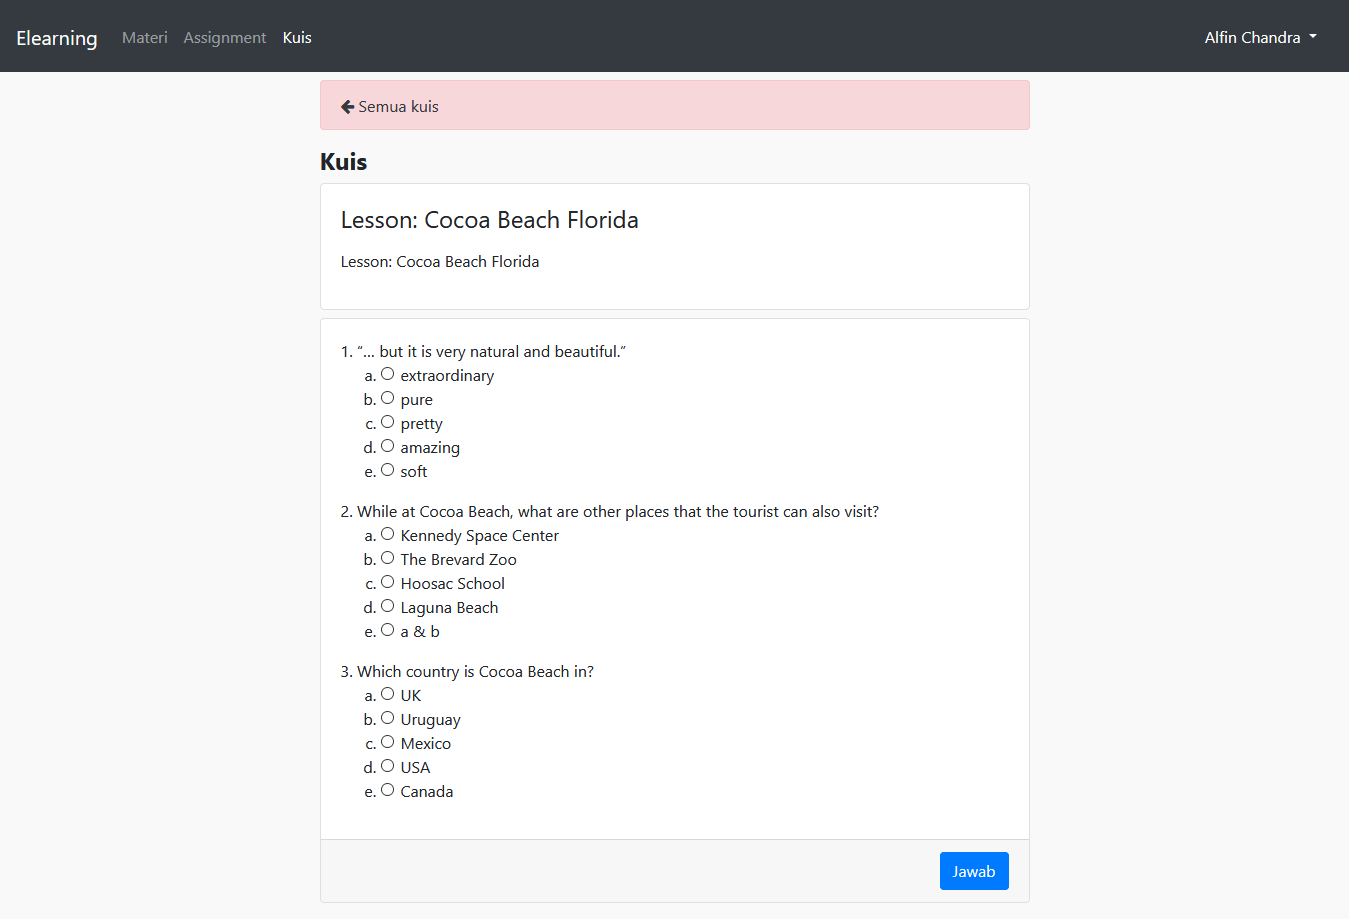 Elearning Materi Assignment Kuis Alfin Chandra
Semua kuis
Kuis
Lesson: Cocoa Beach Florida
Lesson: Cocoa Beach Florida
1. “... but it is very natural and beautiful.”
a. extraordinary
b. pure
c. pretty
d. amazing
e. soft
2. While at Cocoa Beach, what are other places that the tourist can also visit?
a. Kennedy Space Center
b. The Brevard Zoo
c. Hoosac School
d. Laguna Beach
e. a & b
3. Which country is Cocoa Beach in?
a. UK
b. Uruguay
c. Mexico
d. USA
e. Canada
Jawab